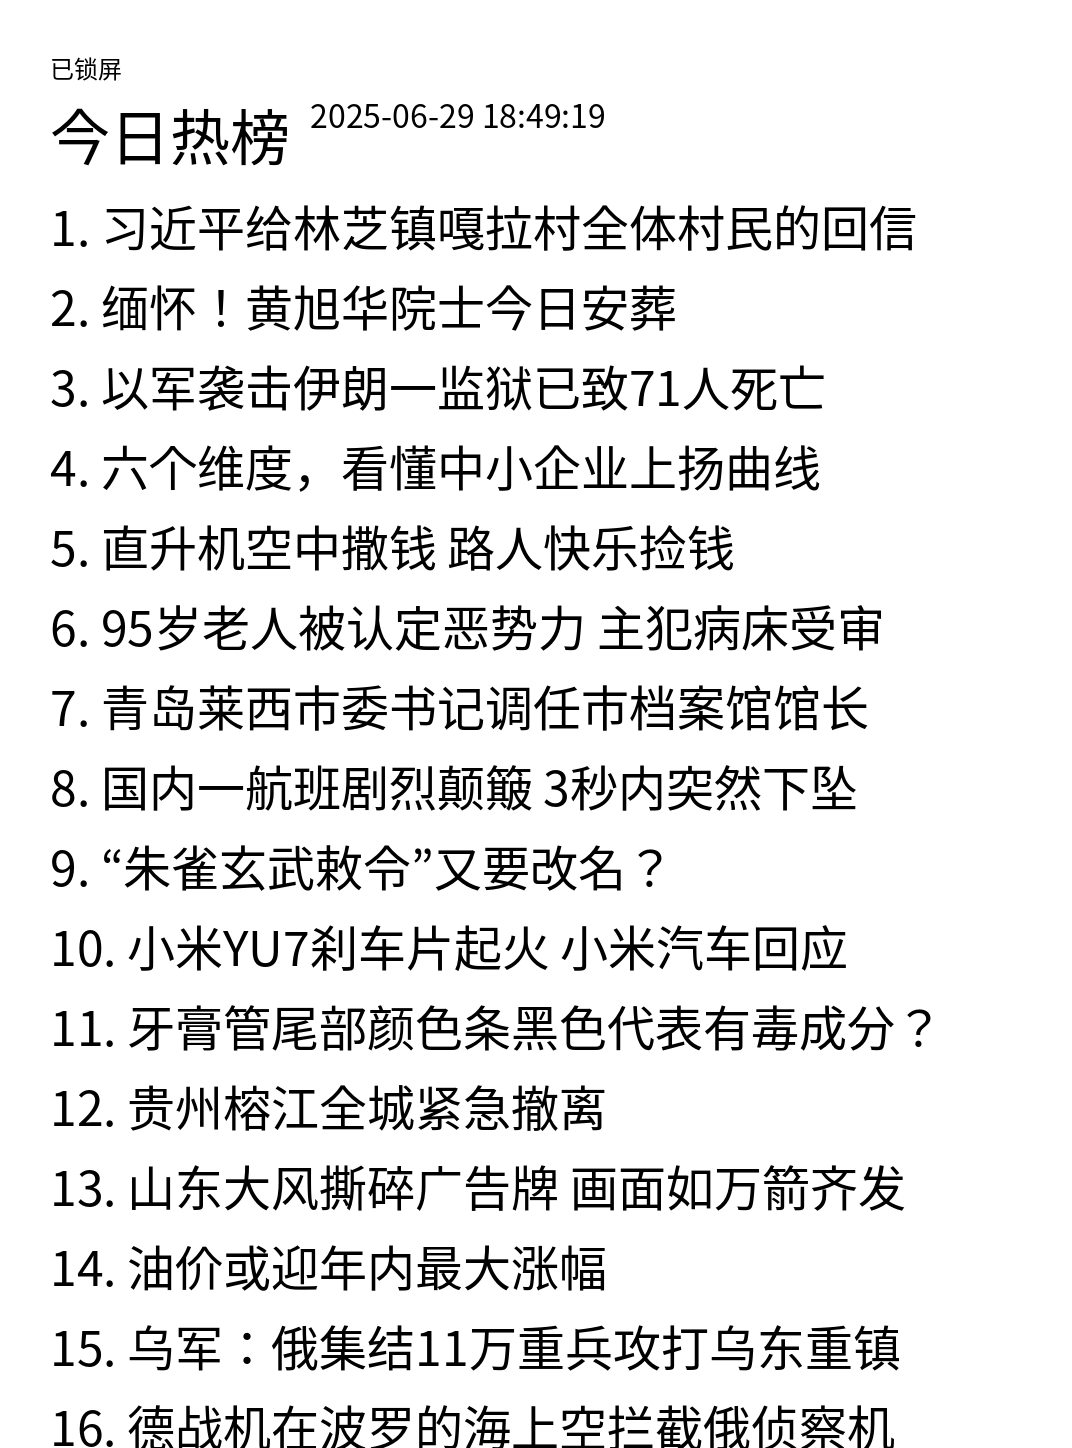 已锁屏
今日热榜 2025-06-29 18:49:19
1. 习近平给林芝镇嘎拉村全体村民的回信
2. 缅怀！黄旭华院士今日安葬
3. 以军袭击伊朗一监狱已致71人死亡
4. 六个维度，看懂中小企业上扬曲线
5. 直升机空中撒钱 路人快乐捡钱
6. 95岁老人被认定恶势力 主犯病床受审
7. 青岛莱西市委书记调任市档案馆馆长
8. 国内一航班剧烈颠簸 3秒内突然下坠
9. “朱雀玄武敕令”又要改名？
10. 小米YU7刹车片起火 小米汽车回应
11. 牙膏管尾部颜色条黑色代表有毒成分？
12. 贵州榕江全城紧急撤离
13. 山东大风撕碎广告牌 画面如万箭齐发
14. 油价或迎年内最大涨幅
15. 乌军：俄集结11万重兵攻打乌东重镇
16. 德战机在波罗的海上空拦截俄侦察机